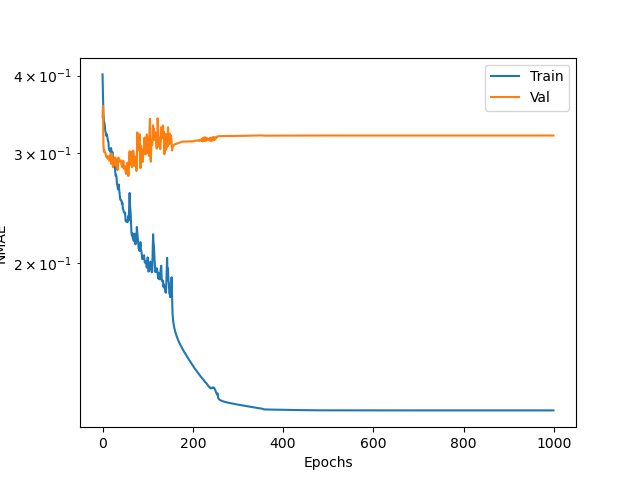 4 × 10⁻¹
3 × 10⁻¹
2 × 10⁻¹
NMAE
0 200 400 600 800 1000
Epochs
Train
Val